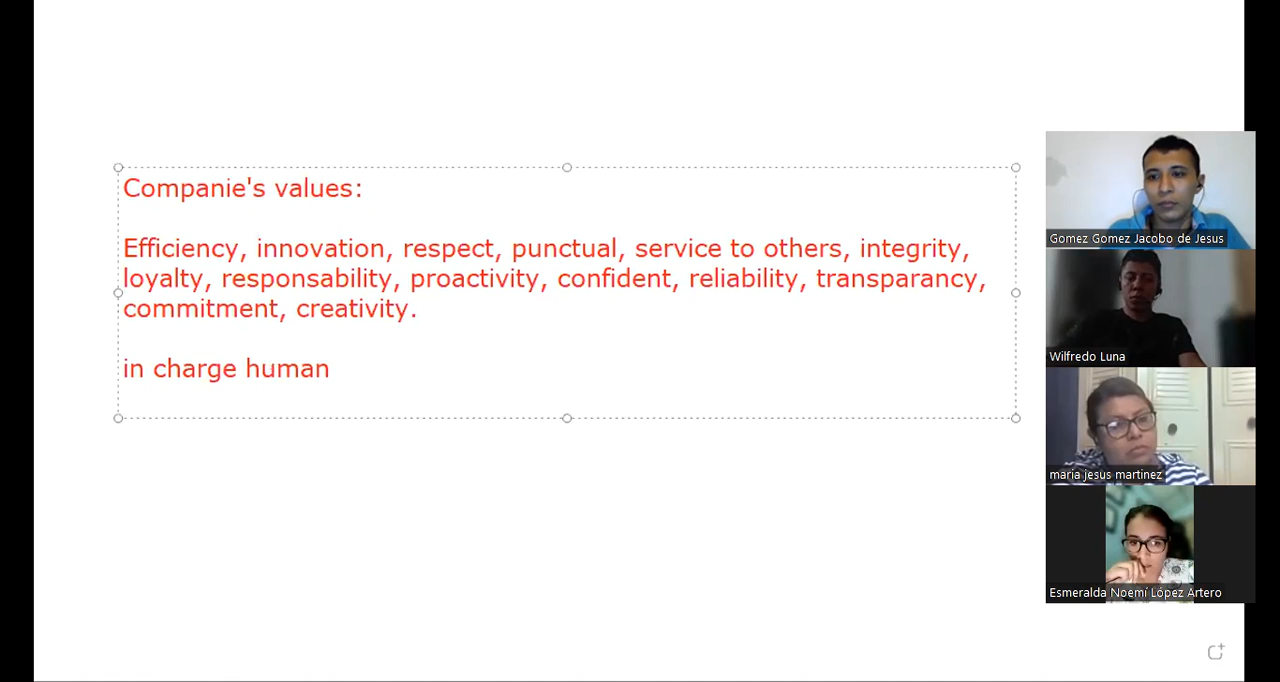 Companie's values:
Efficiency, innovation, respect, punctual, service to others, integrity,
loyalty, responsability, proactivity, confident, reliability, transparancy,
commitment, creativity.
in charge human
Gomez Gomez Jacobo de Jesus
Wilfredo Luna
maria jesus martinez
Esmeralda Noemí López Artero